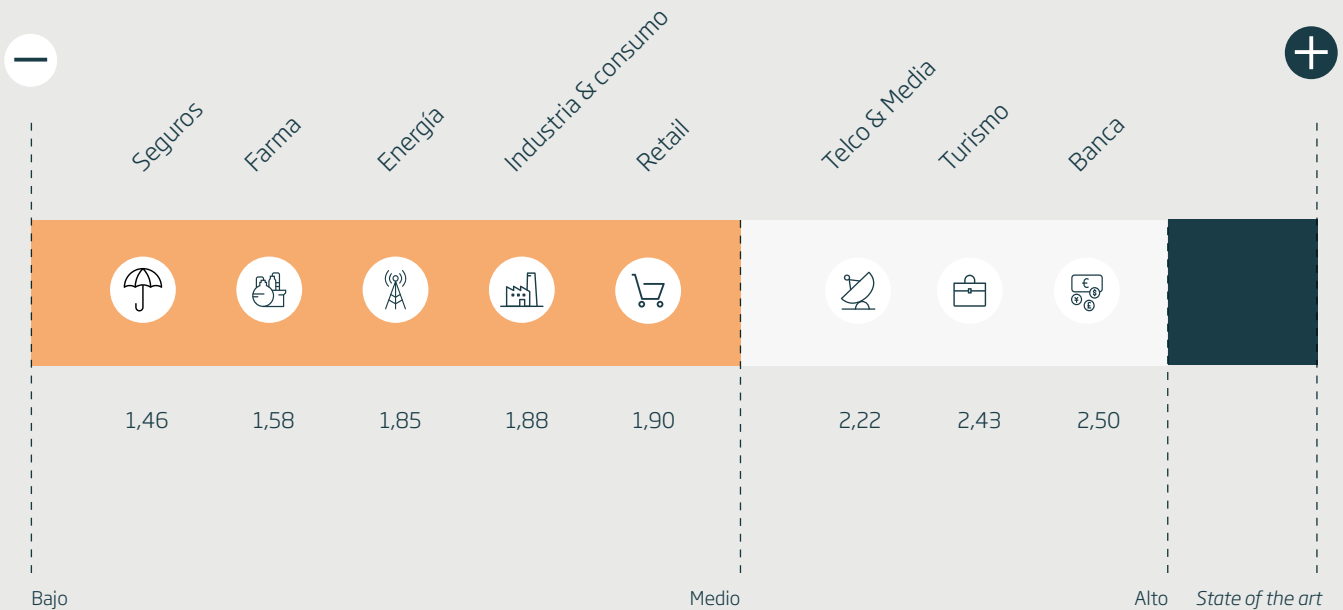 Seguros
Farma
Energía
Industria & consumo
Retail
Telco & Media
Turismo
Banca
1,46
1,58
1,85
1,88
1,90
2,22
2,43
2,50
Bajo
Medio
Alto
State of the art